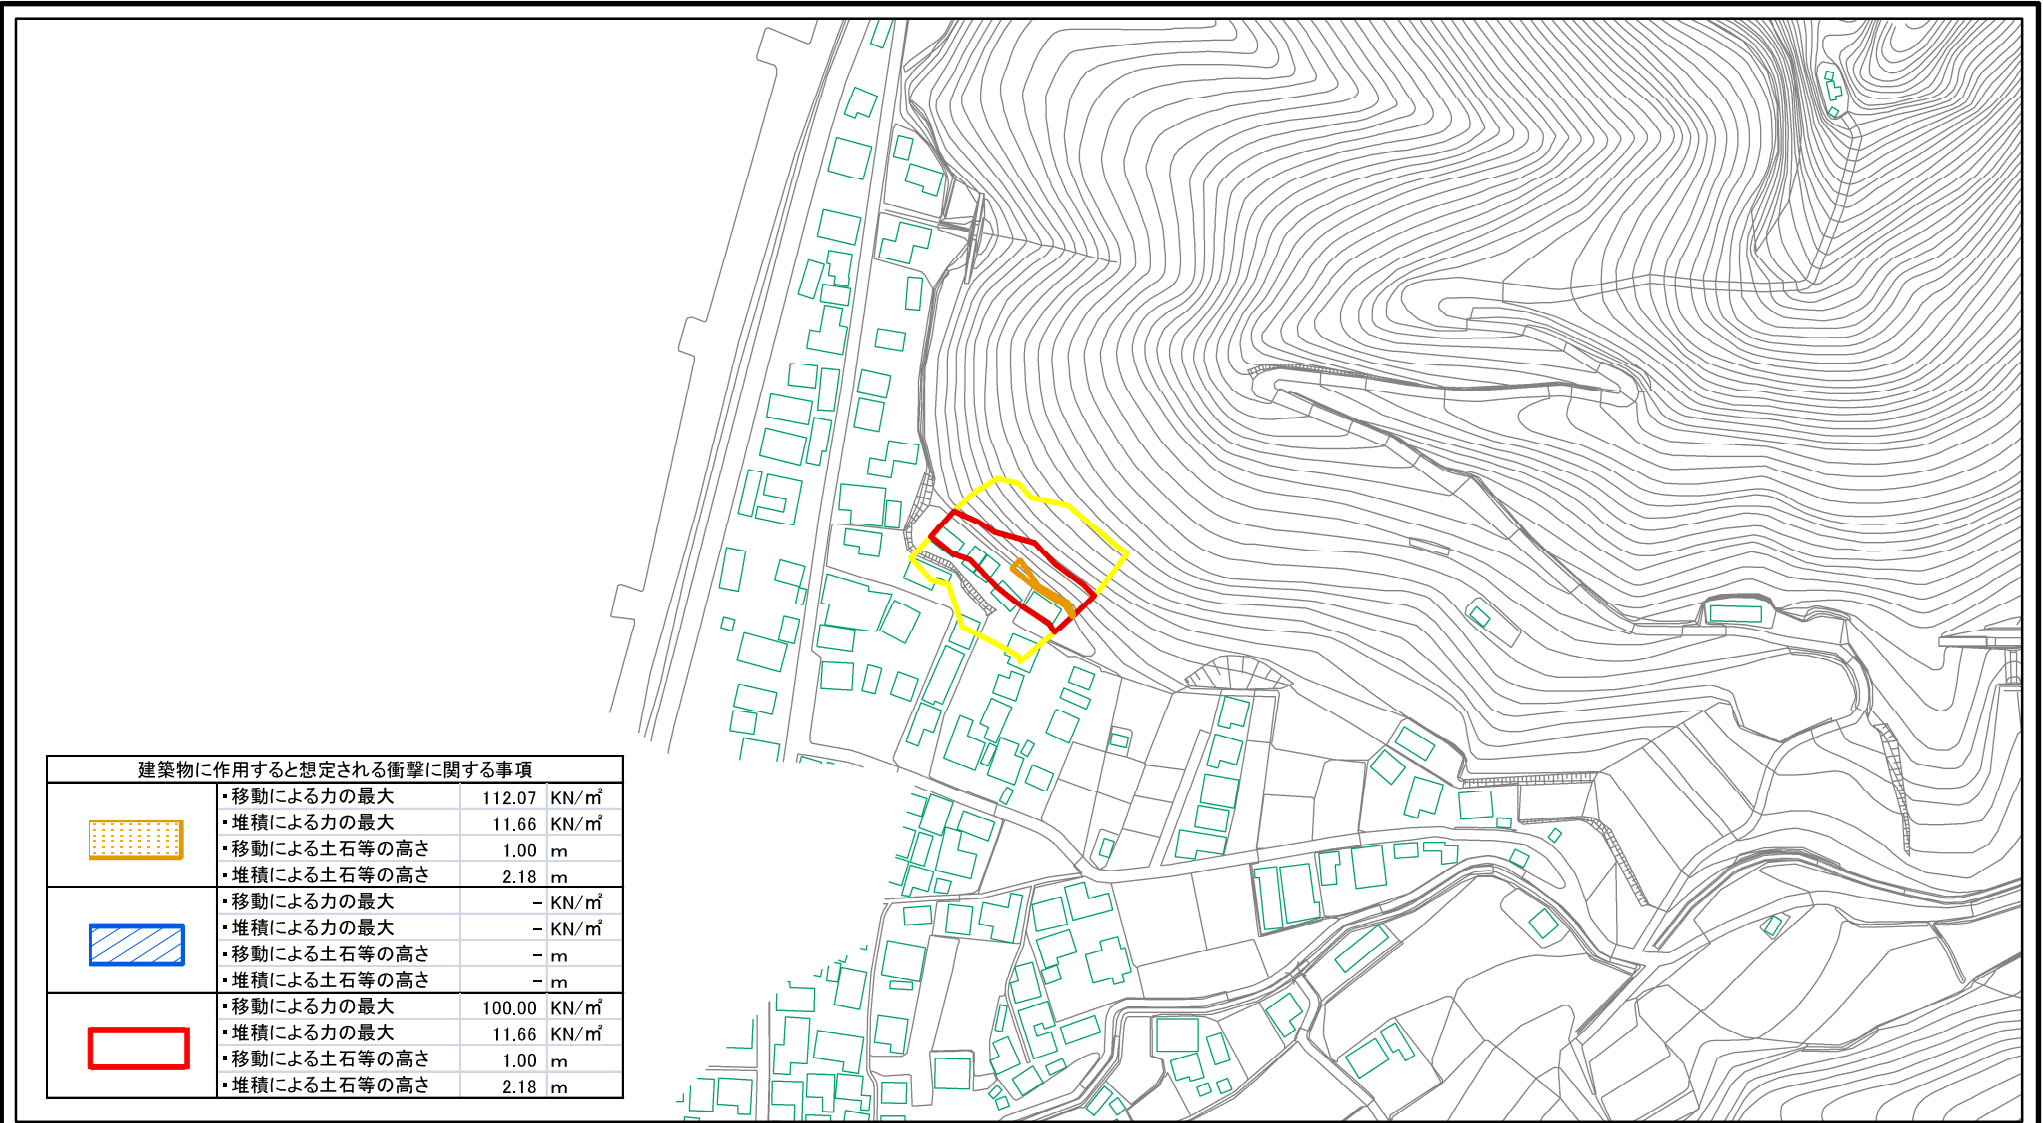 建築物に作用すると想定される衝撃に関する事項
・移動による力の最大 112.07 KN/㎡
・堆積による力の最大 11.66 KN/㎡
・移動による土石等の高さ 1.00 m
・堆積による土石等の高さ 2.18 m
・移動による力の最大 - KN/㎡
・堆積による力の最大 - KN/㎡
・移動による土石等の高さ - m
・堆積による土石等の高さ - m
・移動による力の最大 100.00 KN/㎡
・堆積による力の最大 11.66 KN/㎡
・移動による土石等の高さ 1.00 m
・堆積による土石等の高さ 2.18 m